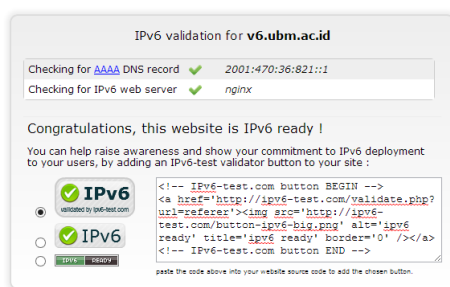 IPv6 validation for v6.ubm.ac.id
Checking for AAAA DNS record 2001:470:36:821::1
Checking for IPv6 web server nginx
Congratulations, this website is IPv6 ready !
You can help raise awareness and show your commitment to IPv6 deployment
to your users, by adding an IPv6-test validator button to your site :
IPv6
validated by ipv6-test.com
IPv6
IPV6 READY
<!-- IPv6-test.com button BEGIN -->
<a href='http://ipv6-test.com/validate.php?
url=referer'><img src='http://ipv6-
test.com/button-ipv6-big.png' alt='ipv6
ready' title='ipv6 ready' border='0' /></a>
<!-- IPv6-test.com button END -->
paste the code above into your website source code to add the chosen button.